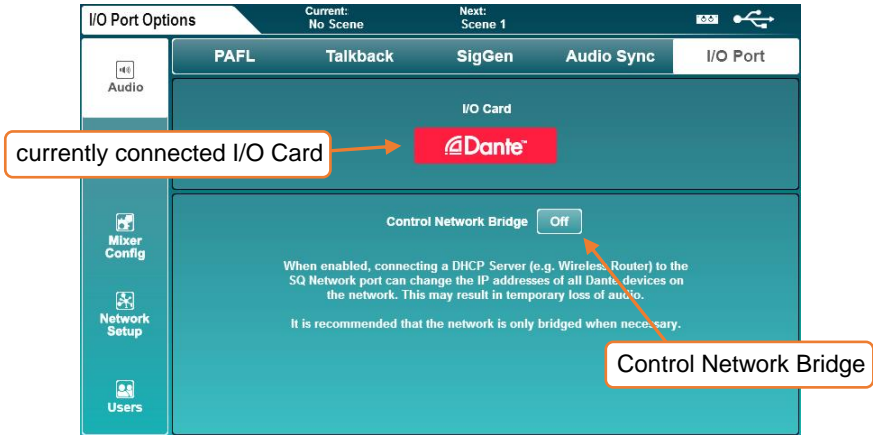 I/O Port Options
Current:
No Scene
Next:
Scene 1
PAFL
Talkback
SigGen
Audio Sync
I/O Port
Audio
I/O Card
Dante™
currently connected I/O Card
Control Network Bridge Off
Mixer
Config
When enabled, connecting a DHCP Server (e.g. Wireless Router) to the
SQ Network port can change the IP addresses of all Dante devices on
the network. This may result in temporary loss of audio.
Network
Setup
It is recommended that the network is only bridged when necessary.
Control Network Bridge
Users